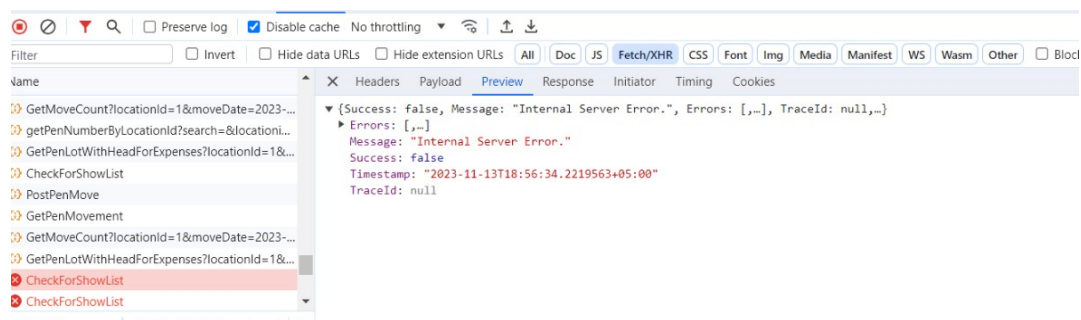 Preserve log Disable cache No throttling
Filter Invert Hide data URLs Hide extension URLs All Doc JS Fetch/XHR CSS Font Img Media Manifest WS Wasm Other Bloc
Name Headers Payload Preview Response Initiator Timing Cookies
GetMoveCount?locationId=1&moveDate=2023-...
getPenNumberByLocationId?search=&locationi...
GetPenLotWithHeadForExpenses?locationId=1&...
CheckForShowList
PostPenMove
GetPenMovement
GetMoveCount?locationId=1&moveDate=2023-...
GetPenLotWithHeadForExpenses?locationId=1&...
CheckForShowList
CheckForShowList
{Success: false, Message: "Internal Server Error.", Errors: [,…], TraceId: null,…}
Errors: [,…]
Message: "Internal Server Error."
Success: false
Timestamp: "2023-11-13T18:56:34.2219563+05:00"
TraceId: null